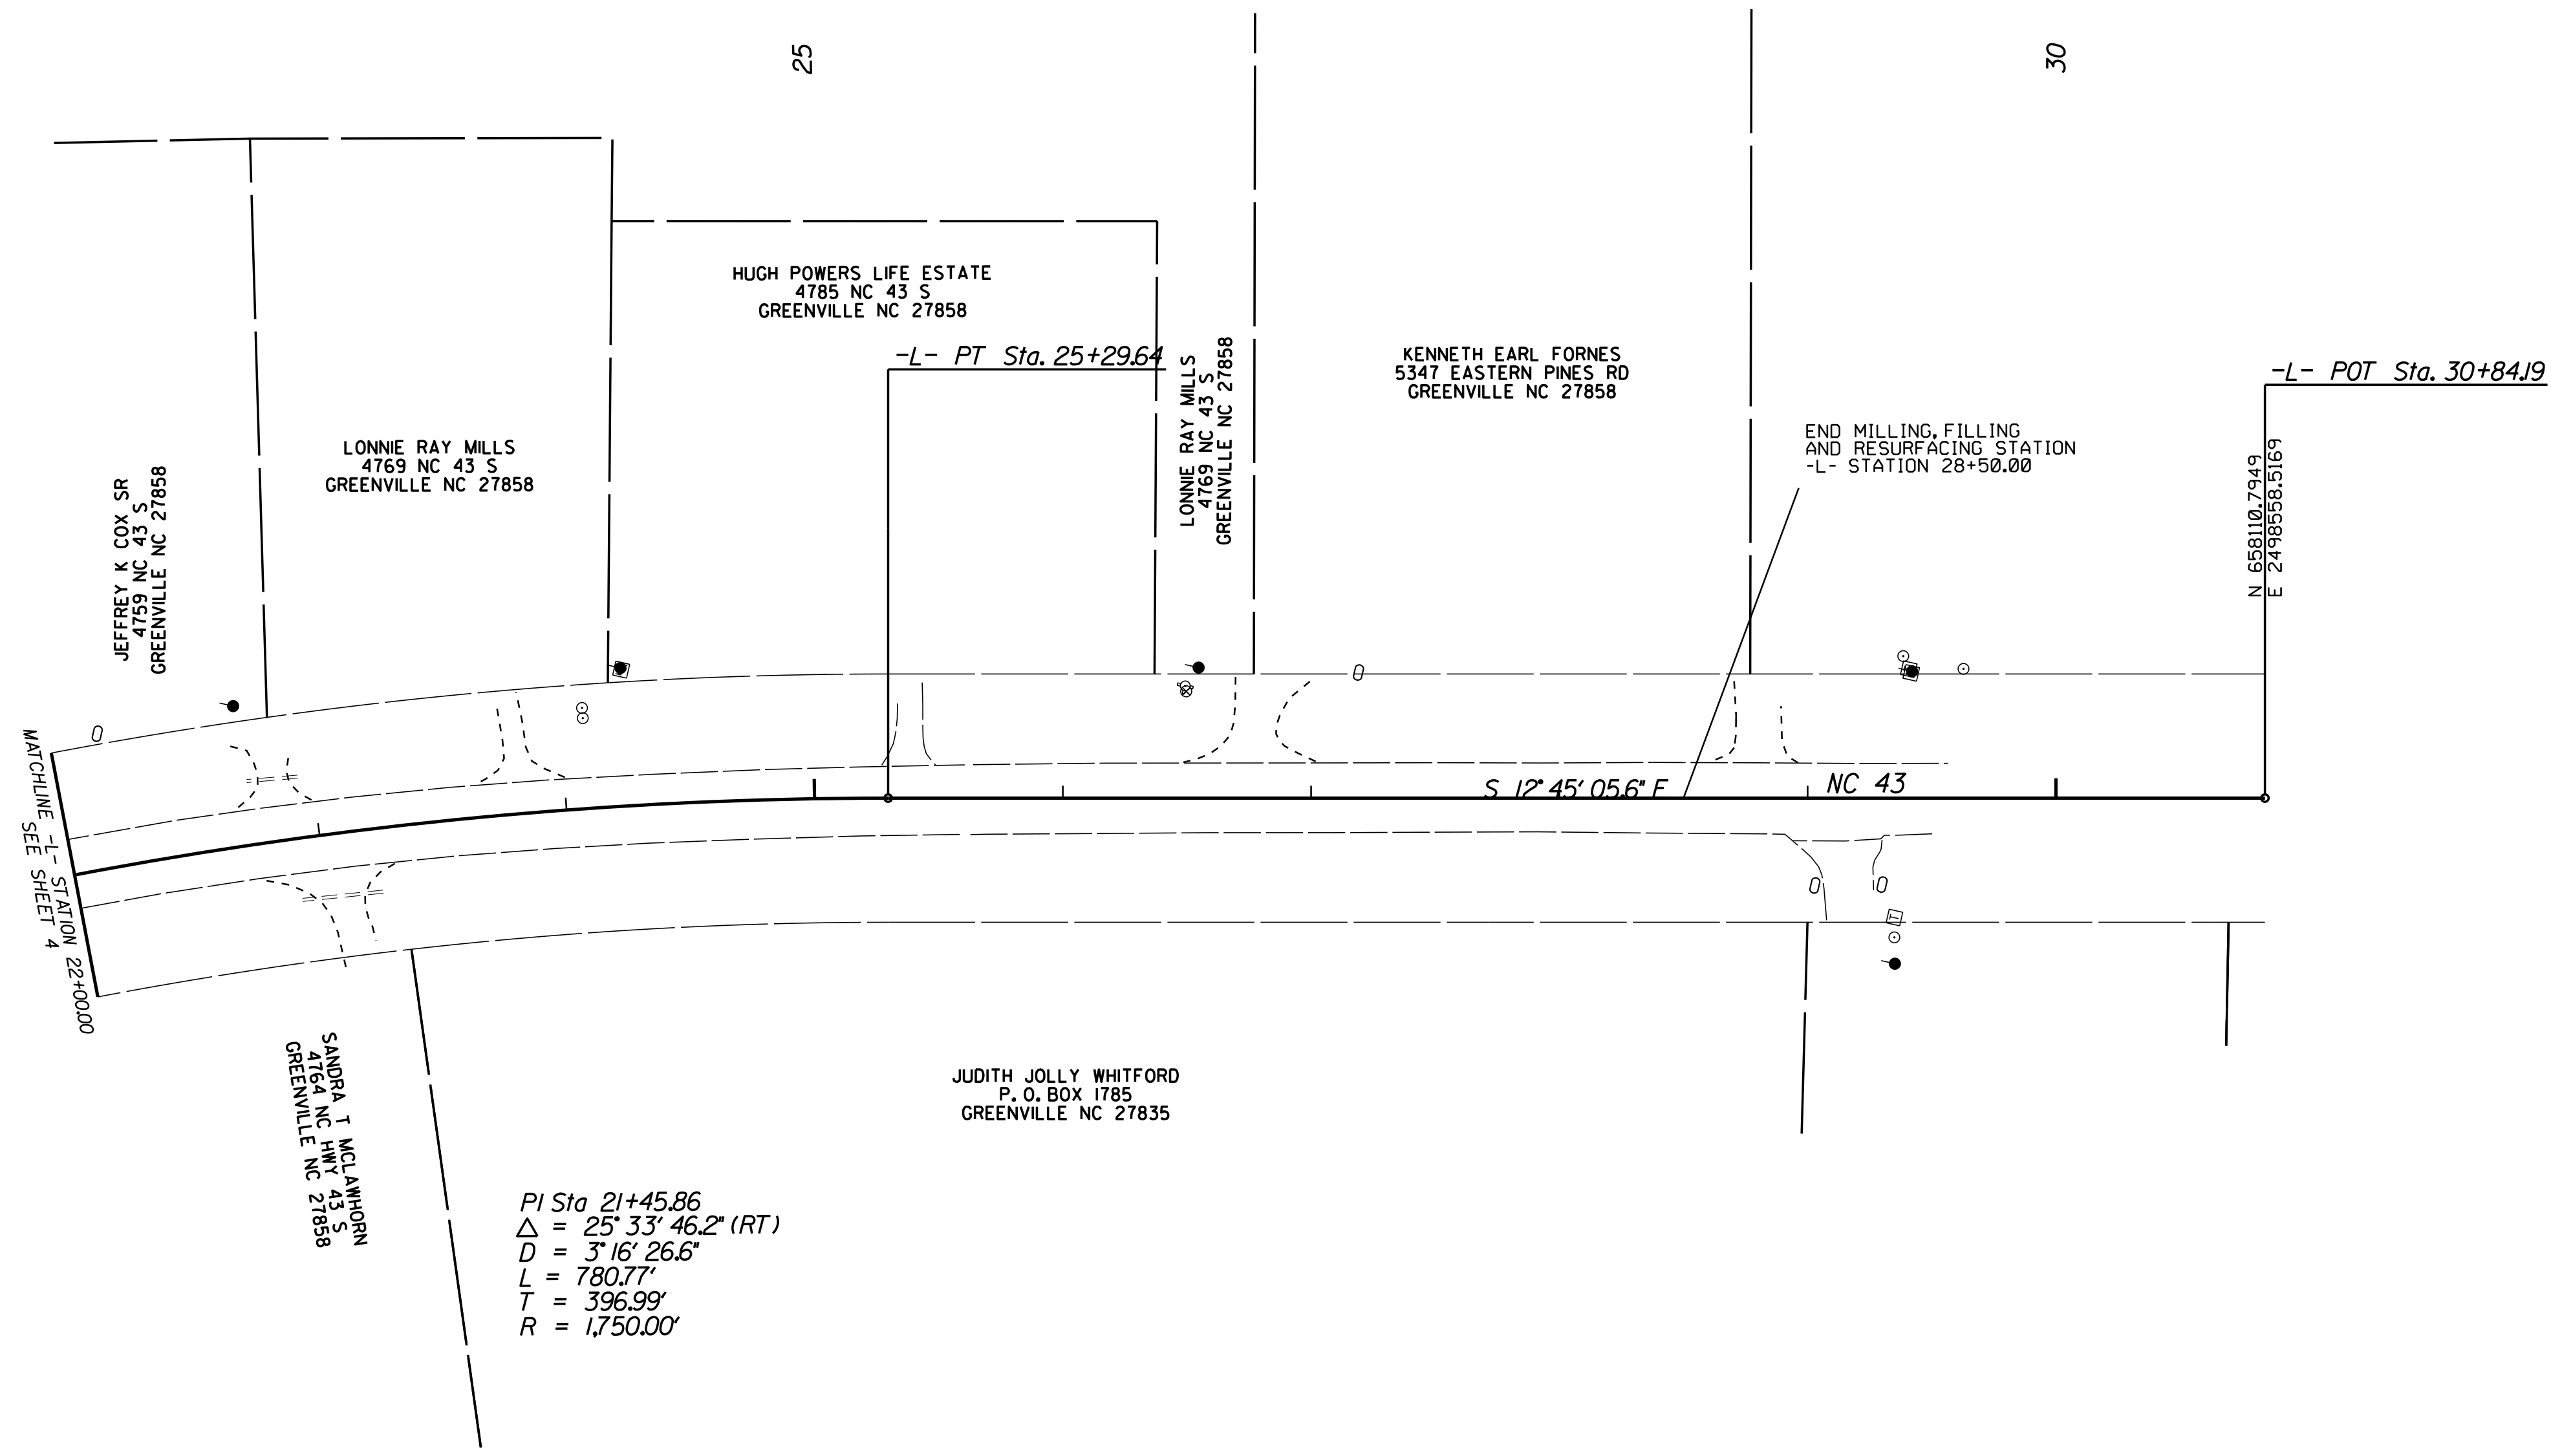 25
30
HUGH POWERS LIFE ESTATE
4785 NC 43 S
GREENVILLE NC 27858
-L- PT Sta. 25+29.64
LONNIE RAY MILLS
4769 NC 43 S
GREENVILLE NC 27858
KENNETH EARL FORNES
5347 EASTERN PINES RD
GREENVILLE NC 27858
-L- POT Sta. 30+84.19
END MILLING, FILLING
AND RESURFACING STATION
-L- STATION 28+50.00
N 658110.7949
E 2498558.5169
LONNIE RAY MILLS
4769 NC 43 S
GREENVILLE NC 27858
JEFFREY K COX SR
4759 NC 43 S
GREENVILLE NC 27858
MATCHLINE -L- STATION 22+00.00
SEE SHEET 4
S 12° 45' 05.6" E
NC 43
T
SANDRA T MCLAWHORN
4764 NC HWY 43 S
GREENVILLE NC 27858
JUDITH JOLLY WHITFORD
P.O. BOX 1785
GREENVILLE NC 27835
PI Sta 21+45.86
△ = 25° 33' 46.2" (RT)
D = 3° 16' 26.6"
L = 780.77'
T = 396.99'
R = 1,750.00'